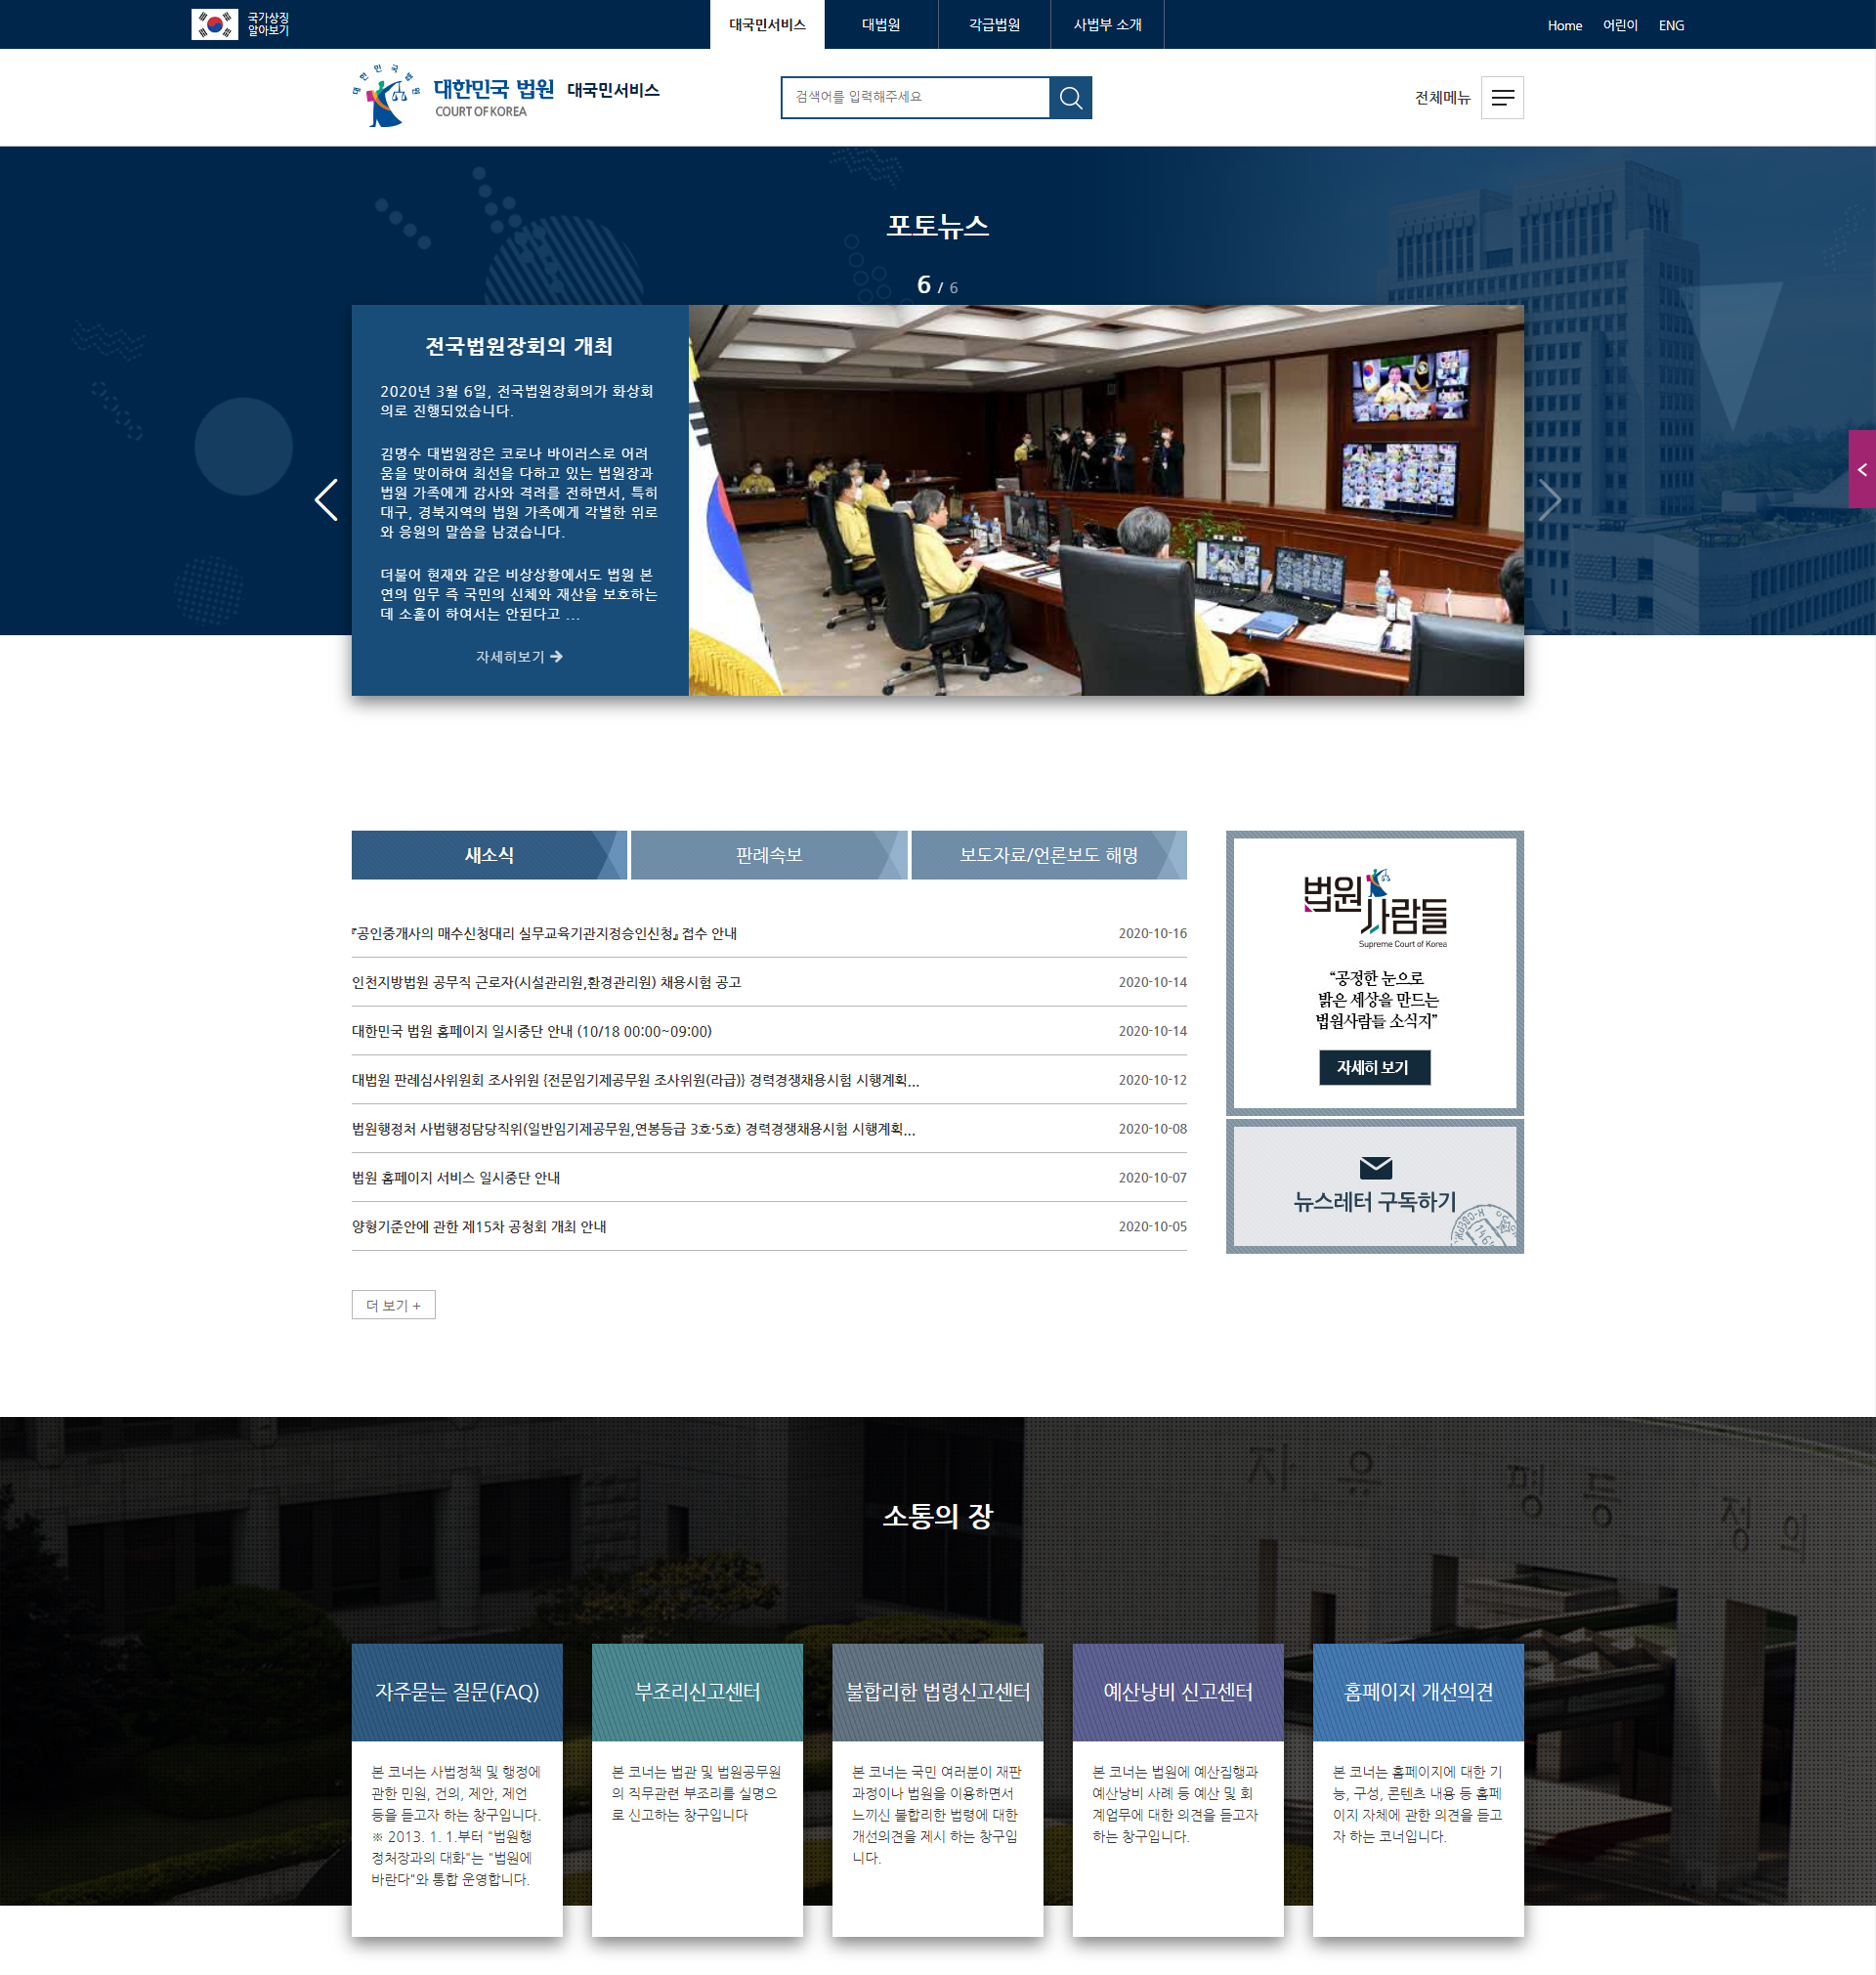 국가상징
알아보기
대국민서비스
대법원
각급법원
사법부 소개
Home
어린이
ENG
대한민국법원
대한민국 법원
COURT OF KOREA
대국민서비스
검색어를 입력해주세요
전체메뉴
포토뉴스
6 / 6
전국법원장회의 개최
2020년 3월 6일, 전국법원장회의가 화상회
의로 진행되었습니다.
김명수 대법원장은 코로나 바이러스로 어려
움을 맞이하여 최선을 다하고 있는 법원장과
법원 가족에게 감사와 격려를 전하면서, 특히
대구, 경북지역의 법원 가족에게 각별한 위로
와 응원의 말씀을 남겼습니다.
더불어 현재와 같은 비상상황에서도 법원 본
연의 임무 즉 국민의 신체와 재산을 보호하는
데 소홀이 하여서는 안된다고 ...
자세히보기
새소식
판례속보
보도자료/언론보도 해명
『공인중개사의 매수신청대리 실무교육기관지정승인신청』 접수 안내 2020-10-16
인천지방법원 공무직 근로자(시설관리원,환경관리원) 채용시험 공고 2020-10-14
대한민국 법원 홈페이지 일시중단 안내 (10/18 00:00~09:00) 2020-10-14
대법원 판례심사위원회 조사위원 {전문임기제공무원 조사위원(라급)} 경력경쟁채용시험 시행계획... 2020-10-12
법원행정처 사법행정담당직위(일반임기제공무원,연봉등급 3호·5호) 경력경쟁채용시험 시행계획... 2020-10-08
법원 홈페이지 서비스 일시중단 안내 2020-10-07
양형기준안에 관한 제15차 공청회 개최 안내 2020-10-05
더 보기 +
법원
사람들
Supreme Court of Korea
“공정한 눈으로
밝은 세상을 만드는
법원사람들 소식지”
자세히 보기
뉴스레터 구독하기
자유 평등 정의
소통의 장
자주묻는 질문(FAQ)
본 코너는 사법정책 및 행정에
관한 민원, 건의, 제안, 제언
등을 듣고자 하는 창구입니다.
※ 2013. 1. 1.부터 "법원행
정처장과의 대화"는 "법원에
바란다"와 통합 운영합니다.
부조리신고센터
본 코너는 법관 및 법원공무원
의 직무관련 부조리를 실명으
로 신고하는 창구입니다
불합리한 법령신고센터
본 코너는 국민 여러분이 재판
과정이나 법원을 이용하면서
느끼신 불합리한 법령에 대한
개선의견을 제시 하는 창구입
니다.
예산낭비 신고센터
본 코너는 법원에 예산집행과
예산낭비 사례 등 예산 및 회
계업무에 대한 의견을 듣고자
하는 창구입니다.
홈페이지 개선의견
본 코너는 홈페이지에 대한 기
능, 구성, 콘텐츠 내용 등 홈페
이지 자체에 관한 의견을 듣고
자 하는 코너입니다.